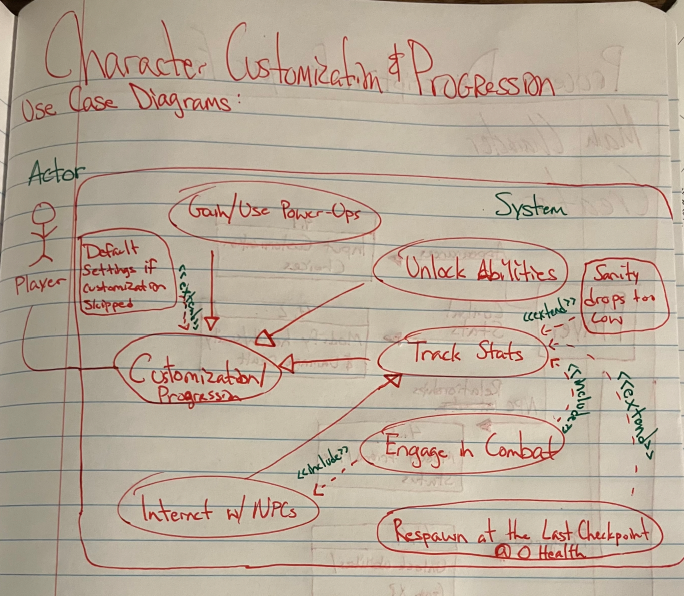 Character Customization & Progression
Use Case Diagrams:
Actor
System
Player
Gain/Use Power-Ups
Default
Settings if
customization
Skipped
<<extend>>
Unlock Abilities
Sanity
drops too
Low
<<extend>>
Track Stats
Customization/
Progression
<<include>>
<<extend>>
Engage in Combat
<<include>>
Internet w/ NPCs
Respawn at the Last Checkpoint
@ 0 Health